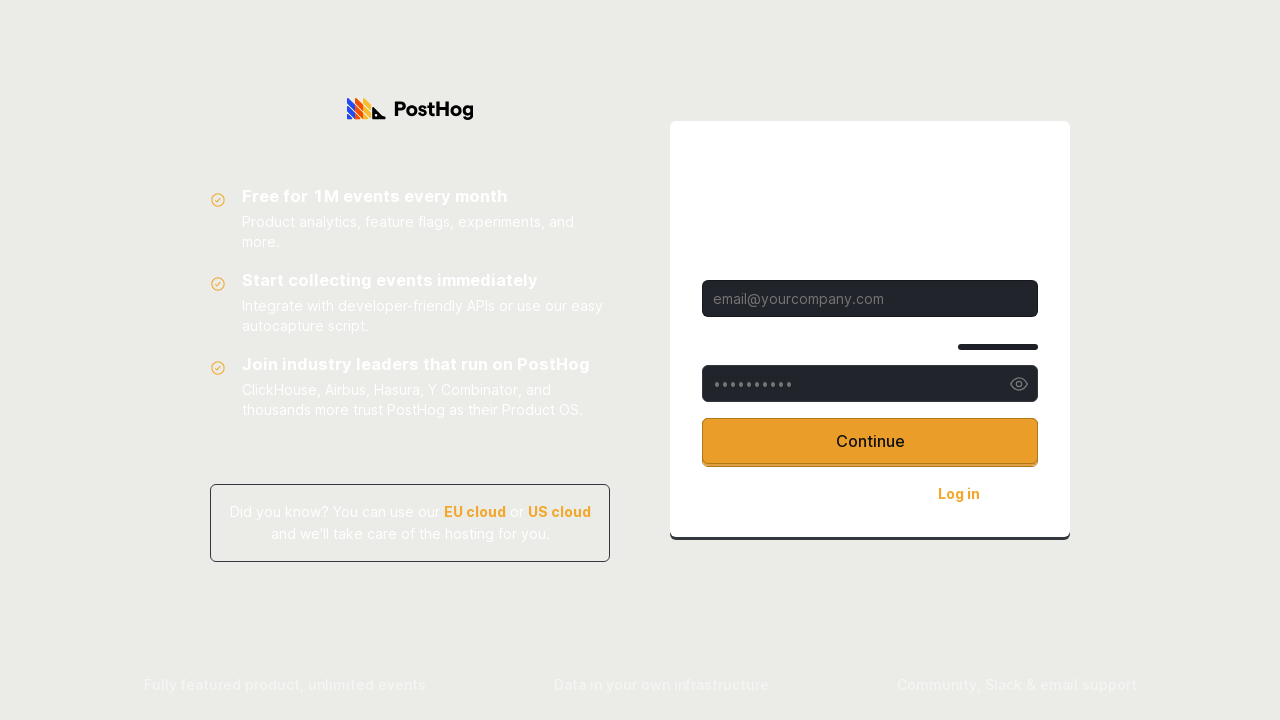 PostHog
Free for 1M events every month
Product analytics, feature flags, experiments, and
more.
Start collecting events immediately
Integrate with developer-friendly APIs or use our easy
autocapture script.
Join industry leaders that run on PostHog
ClickHouse, Airbus, Hasura, Y Combinator, and
thousands more trust PostHog as their Product OS.
Did you know? You can use our EU cloud or US cloud
and we'll take care of the hosting for you.
email@yourcompany.com
Continue
Log in
Fully featured product, unlimited events
Data in your own infrastructure
Community, Slack & email support